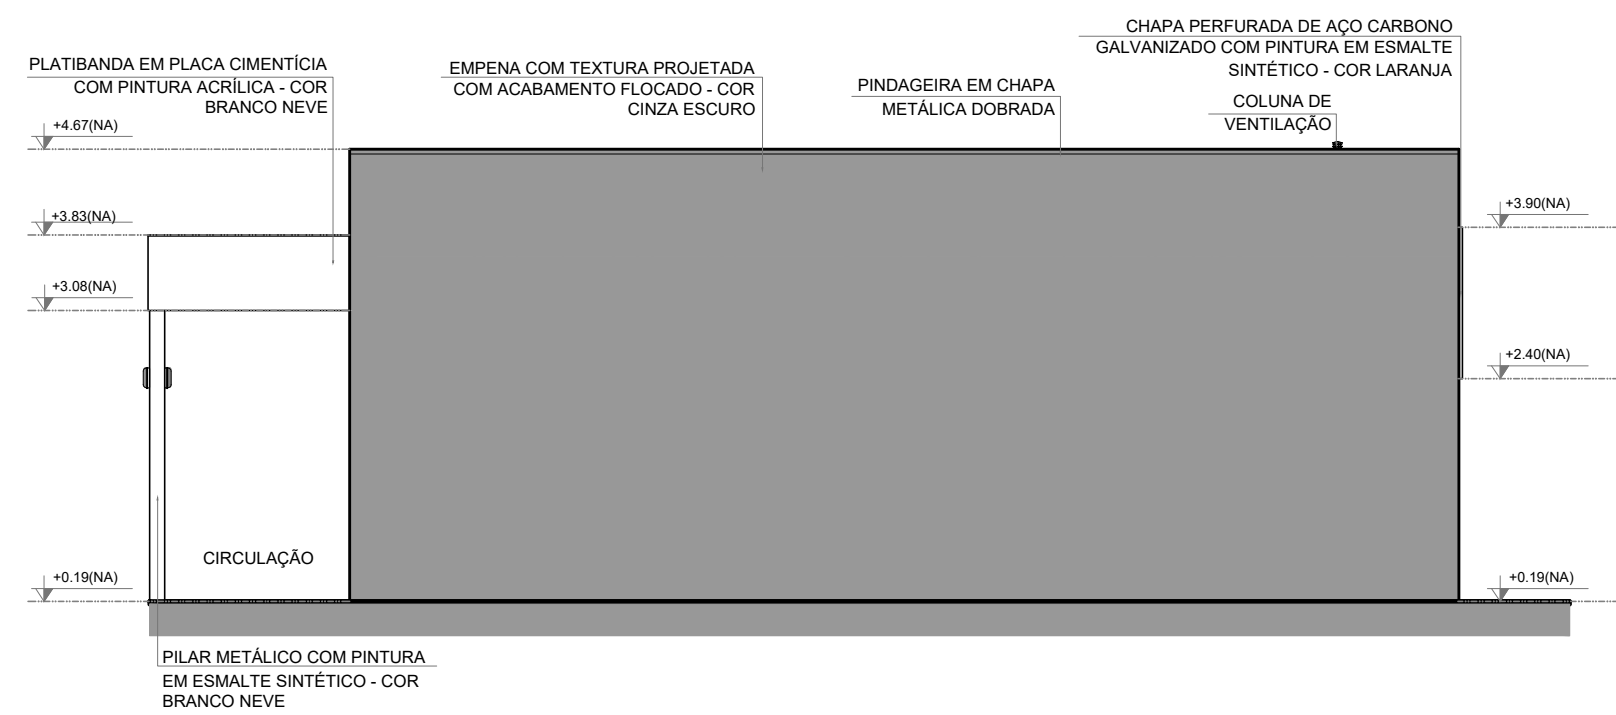 CHAPA PERFURADA DE AÇO CARBONO
GALVANIZADO COM PINTURA EM ESMALTE
SINTÉTICO - COR LARANJA
PLATIBANDA EM PLACA CIMENTÍCIA
COM PINTURA ACRÍLICA - COR
BRANCO NEVE
EMPENA COM TEXTURA PROJETADA
COM ACABAMENTO FLOCADO - COR
CINZA ESCURO
PINDAGEIRA EM CHAPA
METÁLICA DOBRADA
COLUNA DE
VENTILAÇÃO
+4.67(NA)
+3.83(NA)
+3.08(NA)
+0.19(NA)
+3.90(NA)
+2.40(NA)
+0.19(NA)
CIRCULAÇÃO
PILAR METÁLICO COM PINTURA
EM ESMALTE SINTÉTICO - COR
BRANCO NEVE